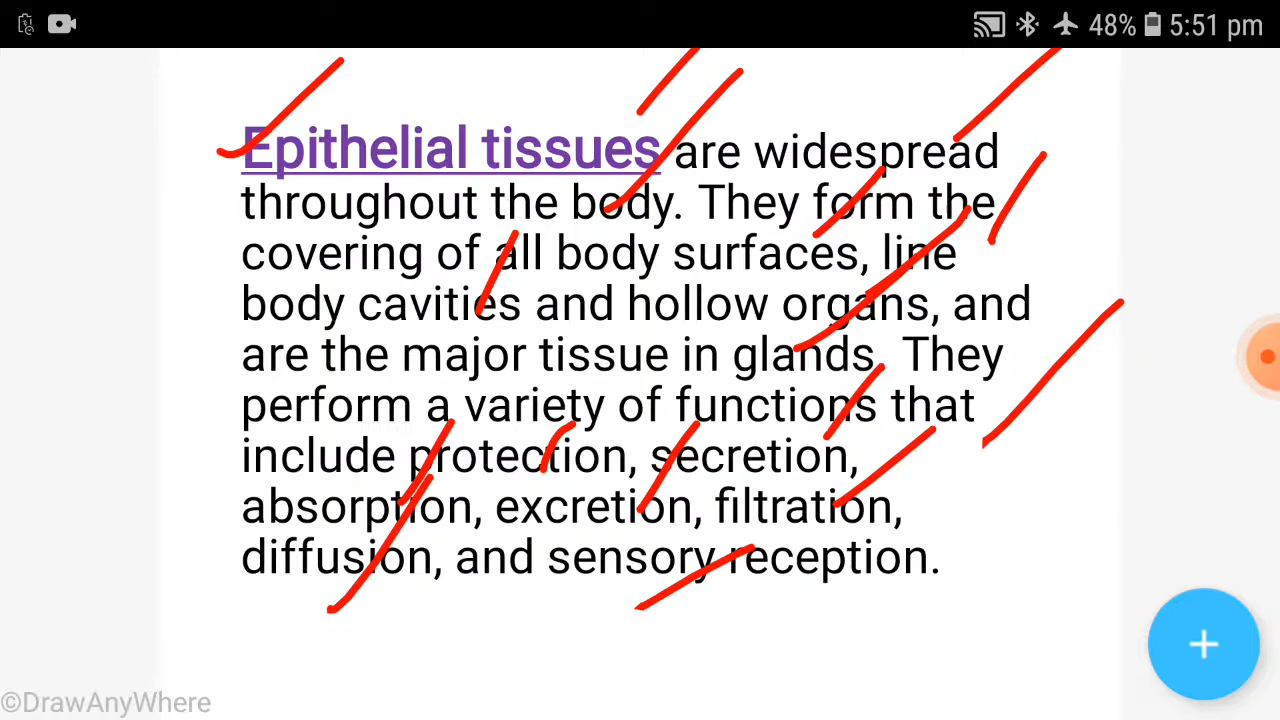 48% 5:51 pm
Epithelial tissues are widespread
throughout the body. They form the
covering of all body surfaces, line
body cavities and hollow organs, and
are the major tissue in glands. They
perform a variety of functions that
include protection, secretion,
absorption, excretion, filtration,
diffusion, and sensory reception.
©DrawAnyWhere